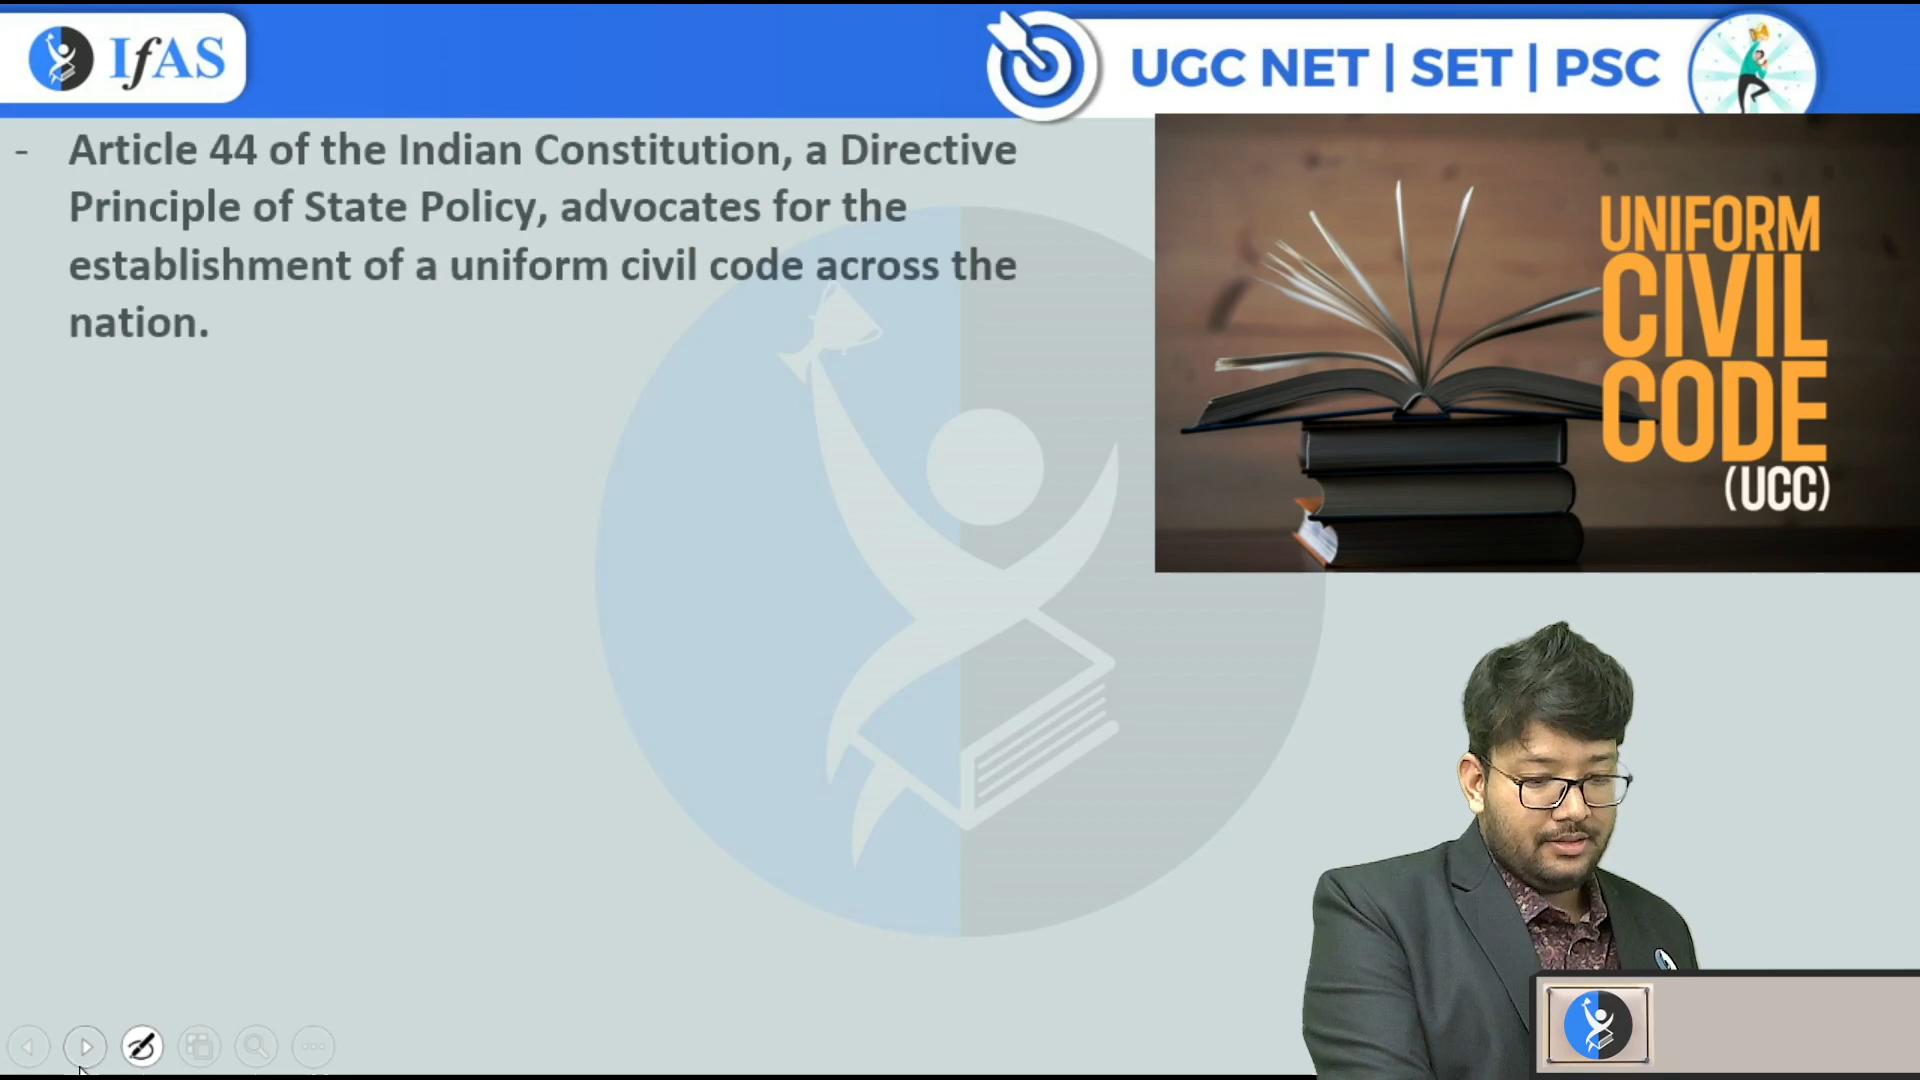 IfAS
UGC NET | SET | PSC
- Article 44 of the Indian Constitution, a Directive
Principle of State Policy, advocates for the
establishment of a uniform civil code across the
nation.
UNIFORM
CIVIL
CODE
(UCC)